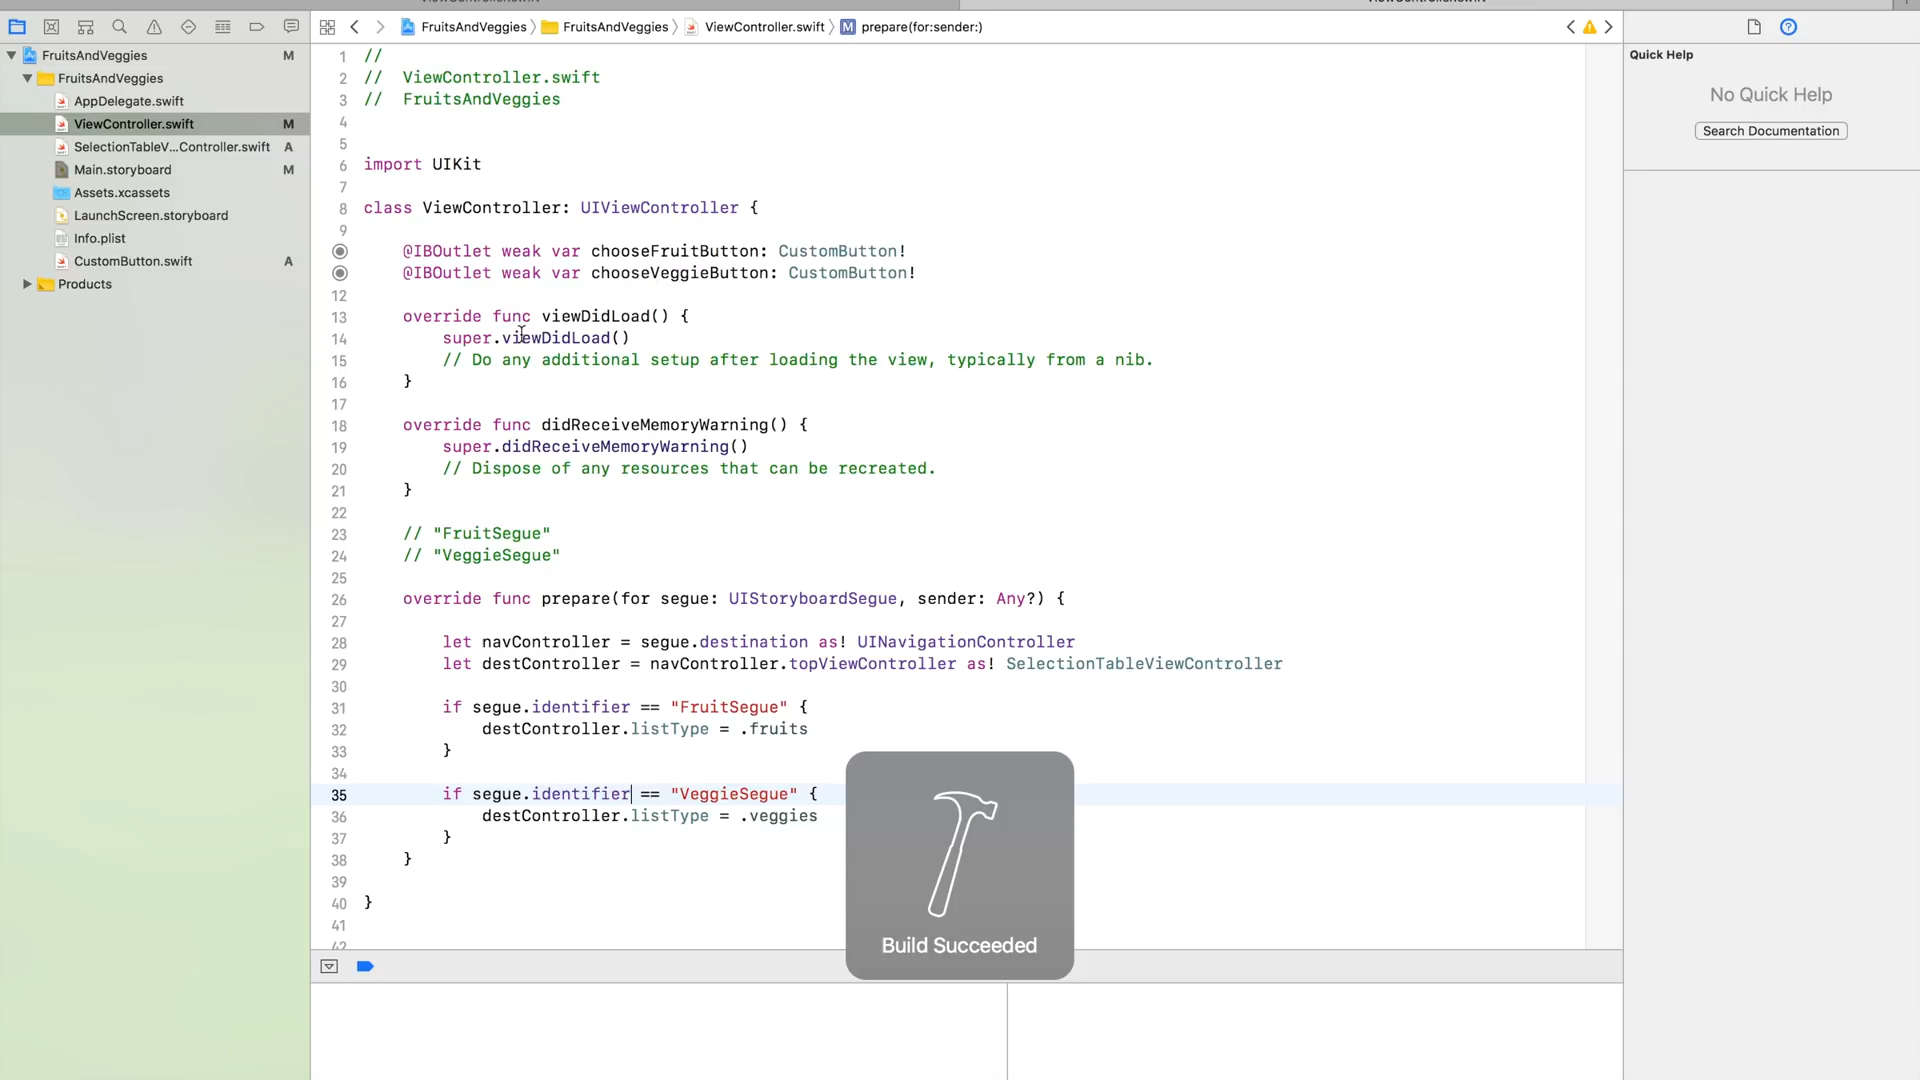 FruitsAndVeggies FruitsAndVeggies ViewController.swift M prepare(for:sender:)
FruitsAndVeggies M
FruitsAndVeggies
AppDelegate.swift
ViewController.swift M
SelectionTableV...Controller.swift A
Main.storyboard M
Assets.xcassets
LaunchScreen.storyboard
Info.plist
CustomButton.swift A
Products
1 //
2 //  ViewController.swift
3 //  FruitsAndVeggies
4
5
6 import UIKit
7
8 class ViewController: UIViewController {
9
@IBOutlet weak var chooseFruitButton: CustomButton!
@IBOutlet weak var chooseVeggieButton: CustomButton!
12
13 override func viewDidLoad() {
14 super.viewDidLoad()
15 // Do any additional setup after loading the view, typically from a nib.
16 }
17
18 override func didReceiveMemoryWarning() {
19 super.didReceiveMemoryWarning()
20 // Dispose of any resources that can be recreated.
21 }
22
23 // "FruitSegue"
24 // "VeggieSegue"
25
26 override func prepare(for segue: UIStoryboardSegue, sender: Any?) {
27
28 let navController = segue.destination as! UINavigationController
29 let destController = navController.topViewController as! SelectionTableViewController
30
31 if segue.identifier == "FruitSegue" {
32 destController.listType = .fruits
33 }
34
35 if segue.identifier == "VeggieSegue" {
36 destController.listType = .veggies
37 }
38 }
39
40 }
41
42
Build Succeeded
Quick Help
No Quick Help
Search Documentation